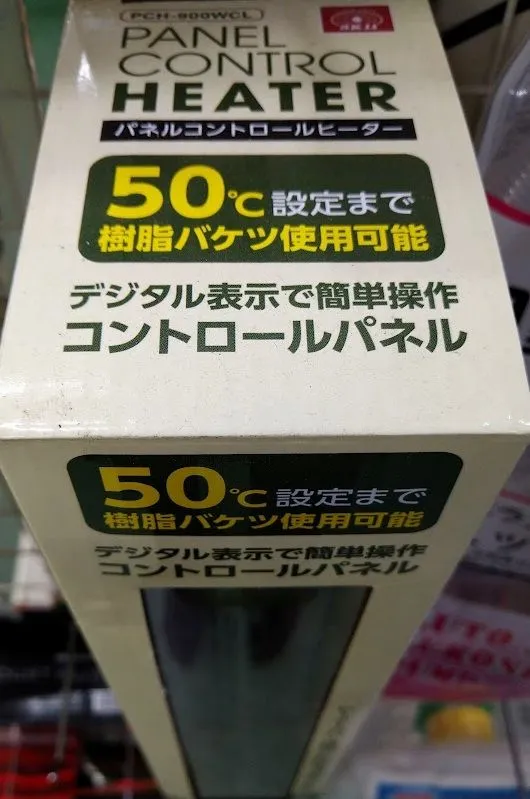 PCH-900WCL
SK11
PANEL
CONTROL
HEATER
パネルコントロールヒーター
50℃設定まで
樹脂バケツ使用可能
デジタル表示で簡単操作
コントロールパネル
50℃設定まで
樹脂バケツ使用可能
デジタル表示で簡単操作
コントロールパネル